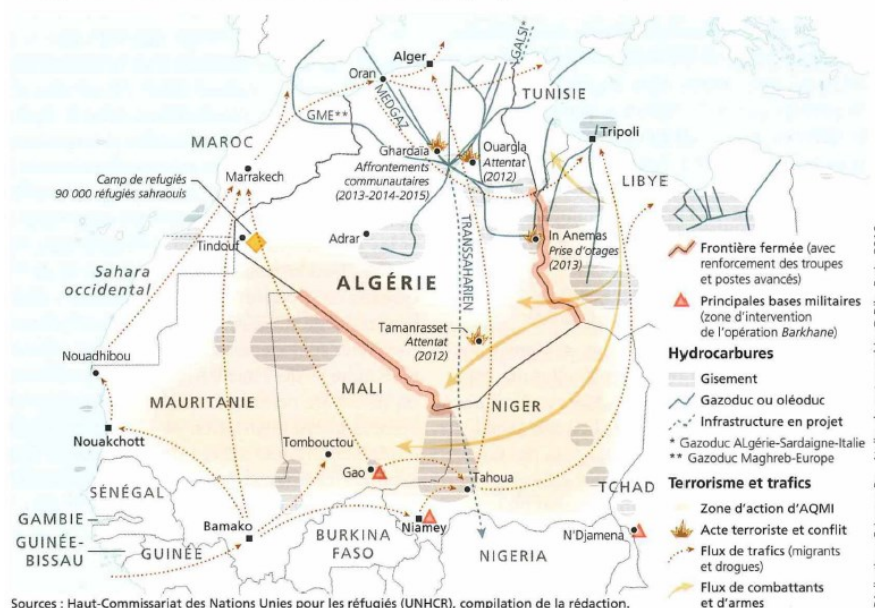 GALSI*
Alger
Oran
MEDGAZ
TUNISIE
GME**
MAROC
Ghardaïa
Affrontements
communautaires
(2013-2014-2015)
Ouargla
Attentat
(2012)
Tripoli
LIBYE
Camp de refugiés
90 000 réfugiés sahraouis
Marrakech
Tindouf
Adrar
In Anemas
Prise d'otages
(2013)
TRANSSAHARIEN
Sahara
occidental
ALGÉRIE
Tamanrasset
Attentat
(2012)
Nouadhibou
MALI
NIGER
MAURITANIE
Nouakchott
Tombouctou
Gao
Tahoua
TCHAD
SÉNÉGAL
GAMBIE
GUINÉE-
BISSAU
GUINÉE
Bamako
BURKINA
FASO
Niamey
NIGERIA
N'Djamena
Frontière fermée (avec
renforcement des troupes
et postes avancés)
Principales bases militaires
(zone d'intervention
de l'opération Barkhane)
Hydrocarbures
Gisement
Gazoduc ou oléoduc
Infrastructure en projet
* Gazoduc ALgérie-Sardaigne-Italie
** Gazoduc Maghreb-Europe
Terrorisme et trafics
Zone d'action d'AQMI
Acte terroriste et conflit
Flux de trafics (migrants
et drogues)
Flux de combattants
et d'armes
Sources : Haut-Commissariat des Nations Unies pour les réfugiés (UNHCR), compilation de la rédaction.